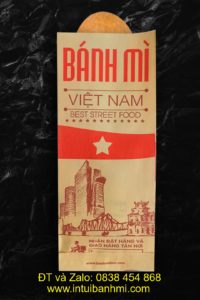 BÁNH MÌ
VIỆT NAM
BEST STREET FOOD
NHẬN ĐẶT HÀNG VÀ
GIAO HÀNG TẬN NƠI
ĐT và Zalo: 0838 454 868
www.intuibanhmi.com